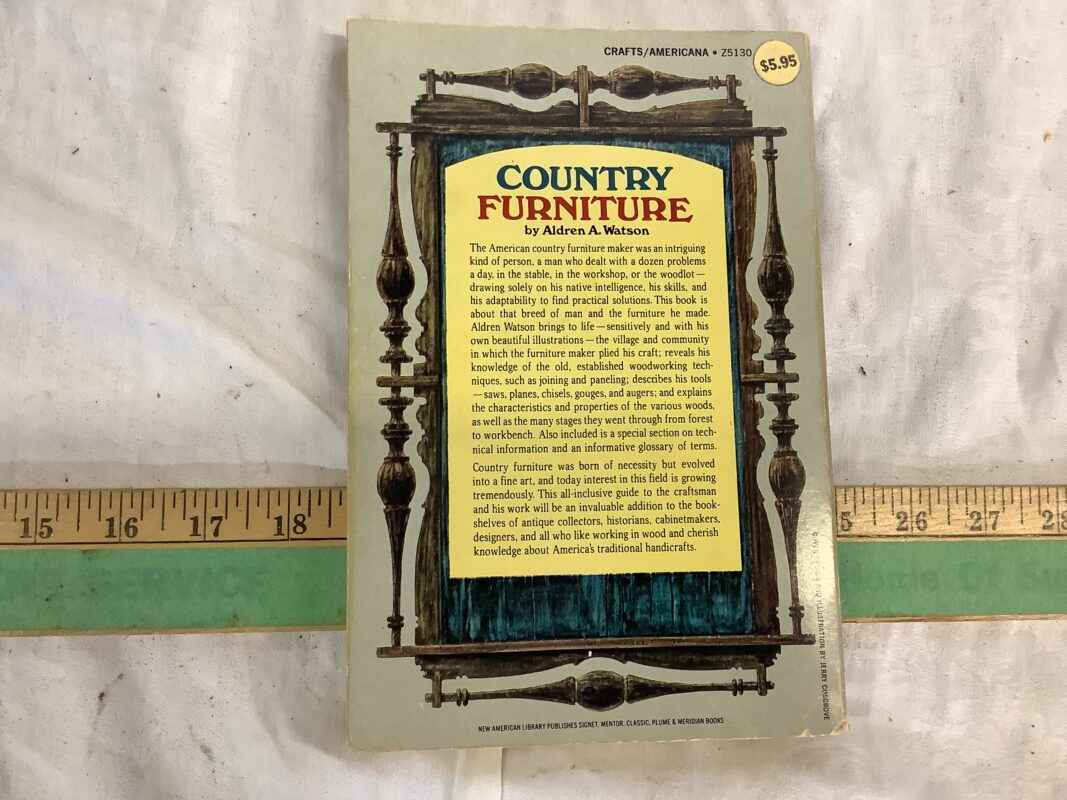 CRAFTS/AMERICANA • Z5130
$5.95
COUNTRY
FURNITURE
by Aldren A. Watson
The American country furniture maker was an intriguing
kind of person, a man who dealt with a dozen problems
a day, in the stable, in the workshop, or the woodlot—
drawing solely on his native intelligence, his skills, and
his adaptability to find practical solutions. This book is
about that breed of man and the furniture he made.
Aldren Watson brings to life—sensitively and with his
own beautiful illustrations—the village and community
in which the furniture maker plied his craft; reveals his
knowledge of the old, established woodworking tech-
niques, such as joining and paneling; describes his tools
—saws, planes, chisels, gouges, and augers; and explains
the characteristics and properties of the various woods,
as well as the many stages they went through from forest
to workbench. Also included is a special section on tech-
nical information and an informative glossary of terms.
Country furniture was born of necessity but evolved
into a fine art, and today interest in this field is growing
tremendously. This all-inclusive guide to the craftsman
and his work will be an invaluable addition to the book-
shelves of antique collectors, historians, cabinetmakers,
designers, and all who like working in wood and cherish
knowledge about America's traditional handicrafts.
ILLUSTRATION BY JERRY COSGROVE
NEW AMERICAN LIBRARY PUBLISHES SIGNET, MENTOR, CLASSIC, PLUME & MERIDIAN BOOKS
15 16 17 18 5 26 27 28
SERVICE Home Of